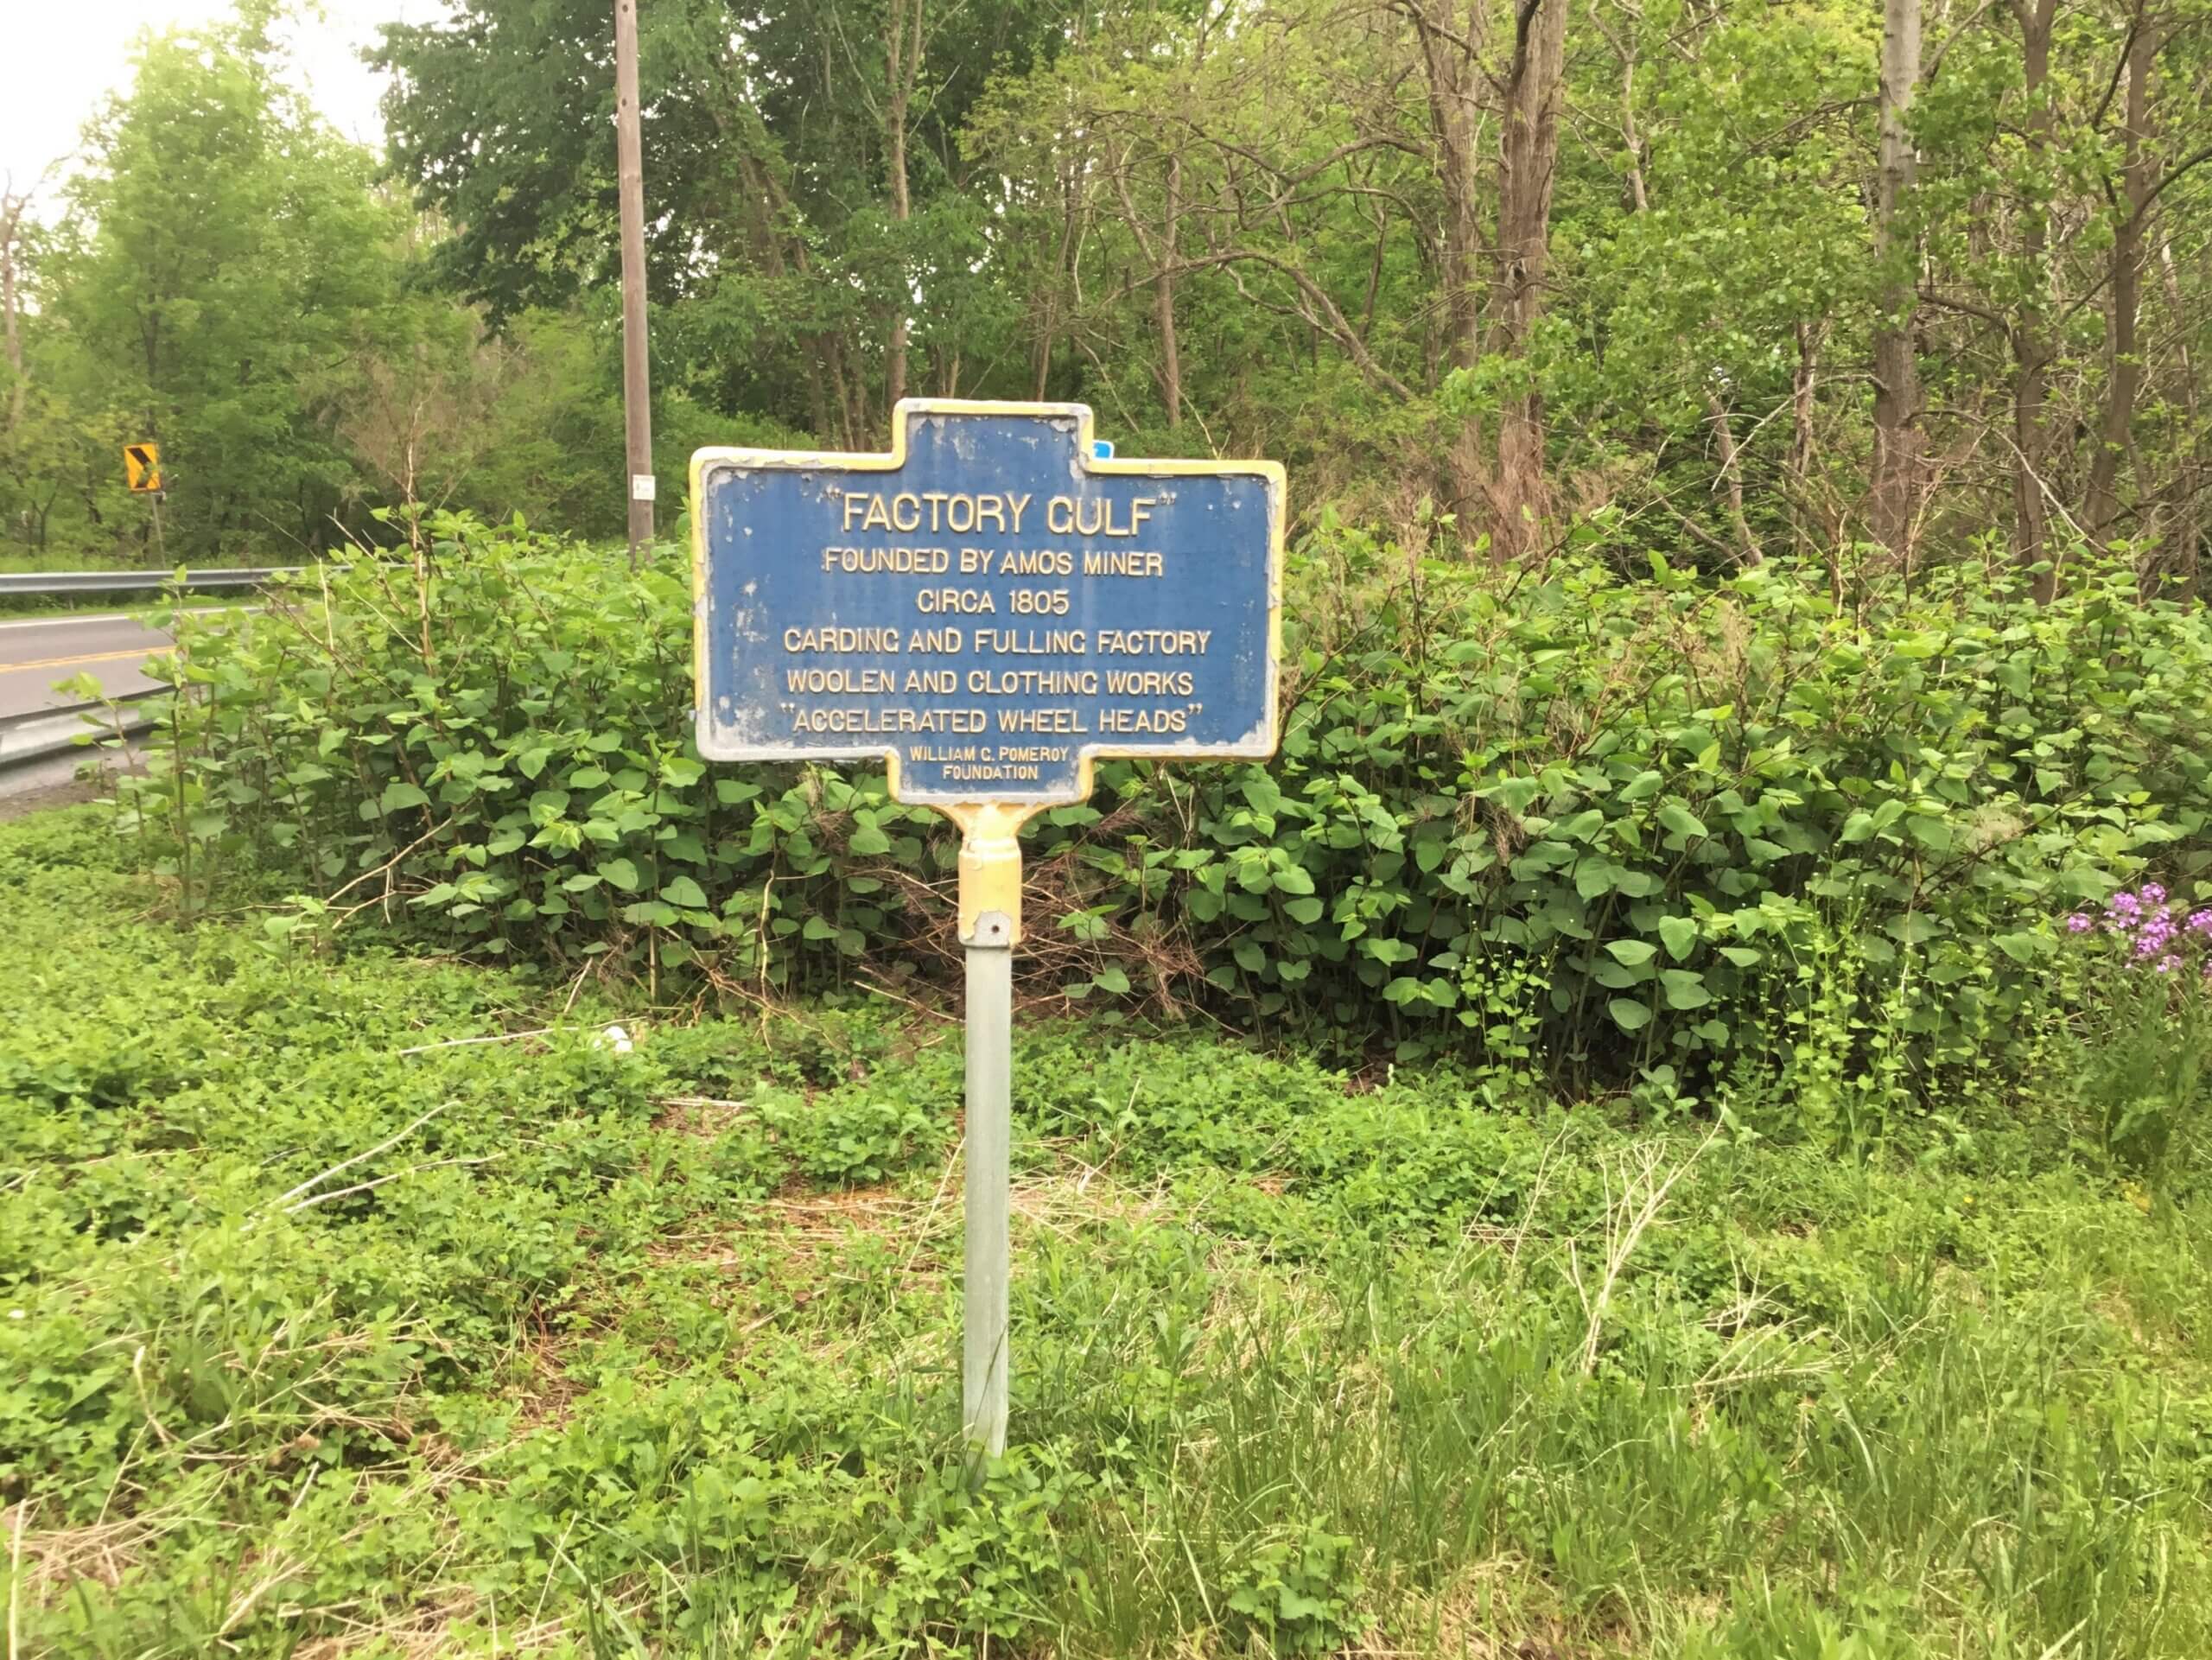 "FACTORY GULF"
FOUNDED BY AMOS MINER
CIRCA 1805
CARDING AND FULLING FACTORY
WOOLEN AND CLOTHING WORKS
"ACCELERATED WHEEL HEADS"
WILLIAM G. POMEROY
FOUNDATION